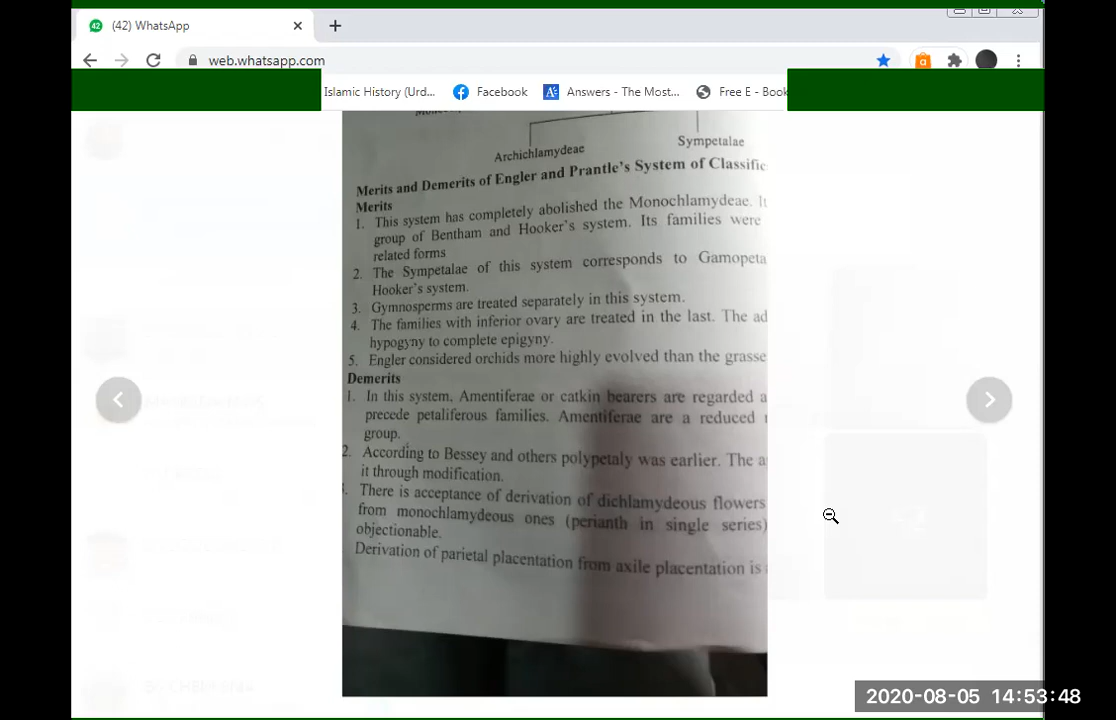 (42) WhatsApp
web.whatsapp.com
Islamic History (Urd...
Facebook
Answers - The Most...
Free E - Book
Archichlamydeae
Sympetalae
Merits and Demerits of Engler and Prantle's System of Classific
Merits
1. This system has completely abolished the Monochlamydeae. It
group of Bentham and Hooker's system. Its families were
related forms
2. The Sympetalae of this system corresponds to Gamopeta
Hooker's system.
3. Gymnosperms are treated separately in this system.
4. The families with inferior ovary are treated in the last. The ad
hypogyny to complete epigyny.
5. Engler considered orchids more highly evolved than the grasse
Demerits
1. In this system, Amentiferae or catkin bearers are regarded a
precede petaliferous families. Amentiferae are a reduced
group.
2. According to Bessey and others polypetaly was earlier. The a
it through modification.
There is acceptance of derivation of dichlamydeous flowers
from monochlamydeous ones (perianth in single series)
objectionable.
Derivation of parietal placentation from axile placentation is
2020-08-05 14:53:48